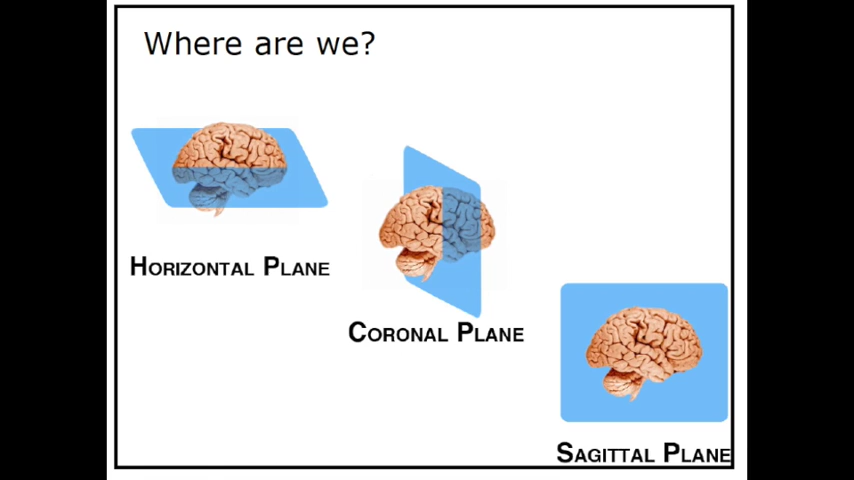 Where are we?
HORIZONTAL PLANE
CORONAL PLANE
SAGITTAL PLANE